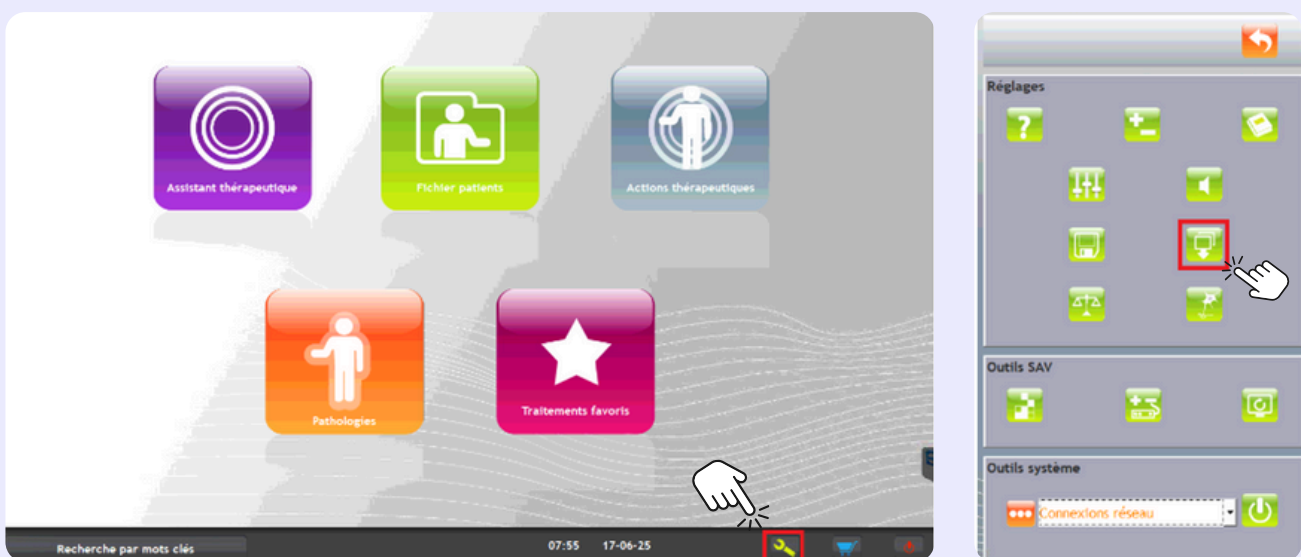 Assistant thérapeutique
Fichier patients
Actions thérapeutiques
Pathologies
Traitements favoris
Recherche par mots clés
07:55 17-06-25
Réglages
Outils SAV
Outils système
Connexions réseau